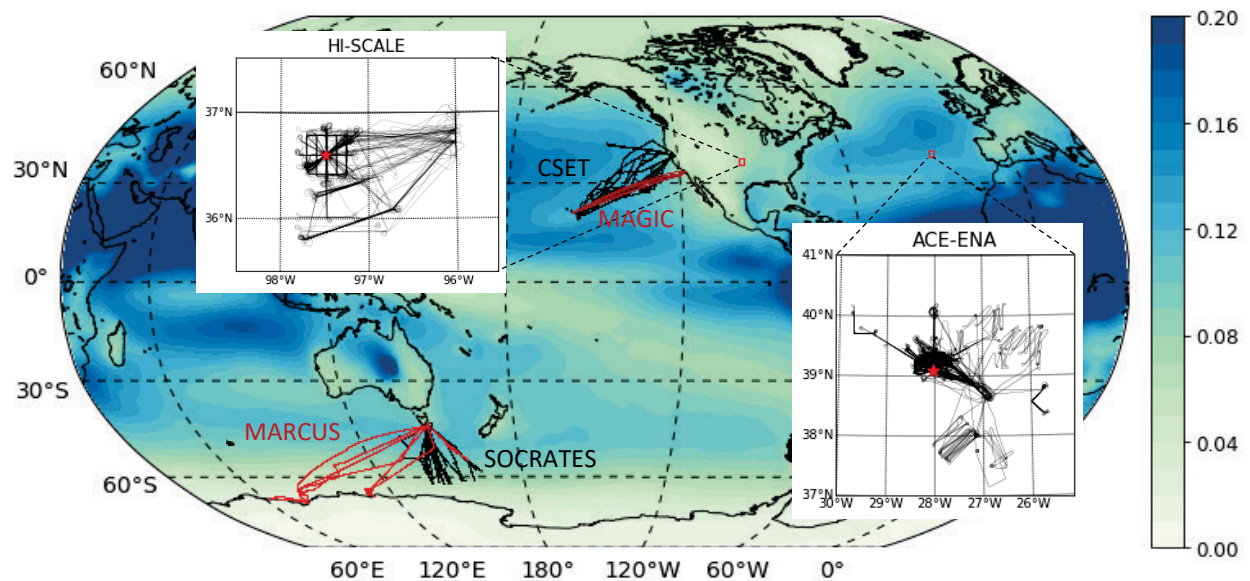 HI-SCALE
37°N
36°N
98°W 97°W 96°W
60°N
30°N
0°
30°S
60°S
60°E 120°E 180° 120°W 60°W 0°
CSET
MAGIC
MARCUS
SOCRATES
ACE-ENA
41°N
40°N
39°N
38°N
37°N
30°W 29°W 28°W 27°W 26°W
0.20
0.16
0.12
0.08
0.04
0.00